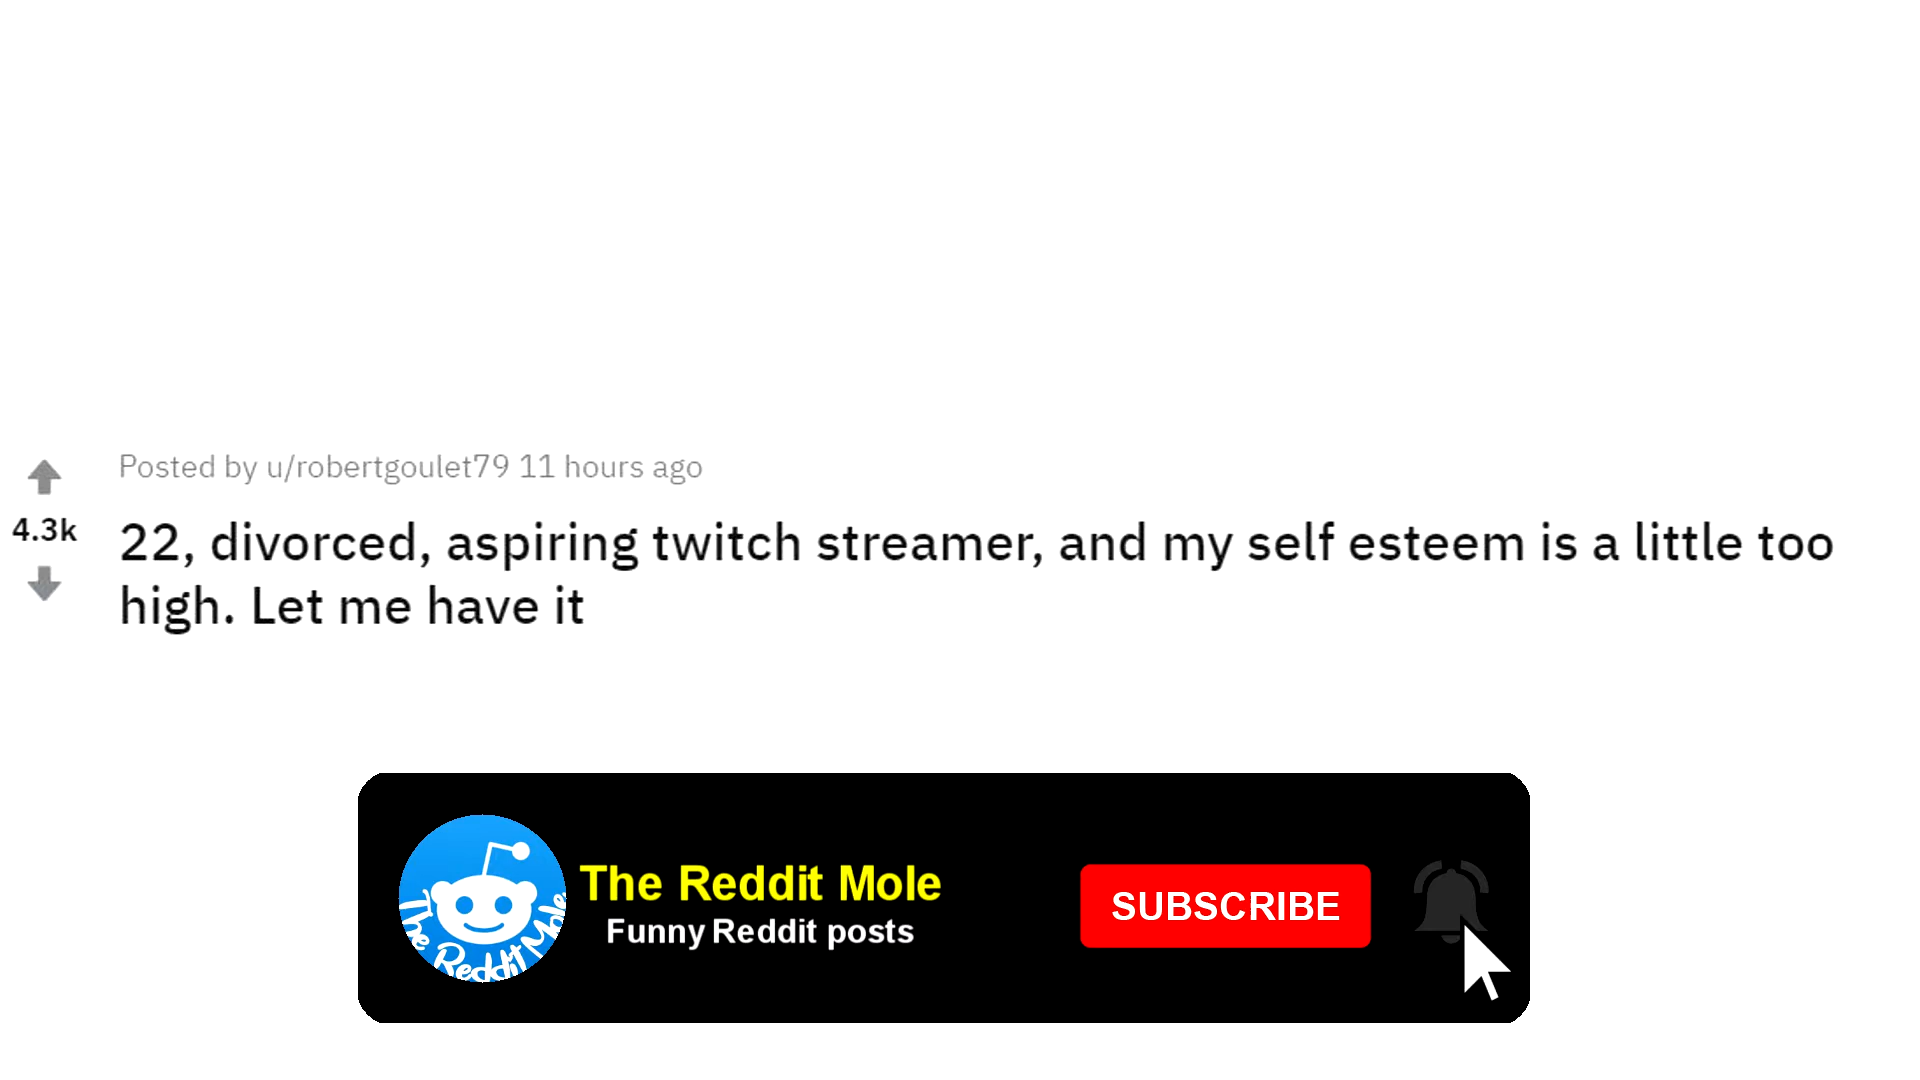 Posted by u/robertgoulet79 11 hours ago
4.3k
22, divorced, aspiring twitch streamer, and my self esteem is a little too
high. Let me have it
The Reddit Mole
The Reddit Mole
Funny Reddit posts
SUBSCRIBE